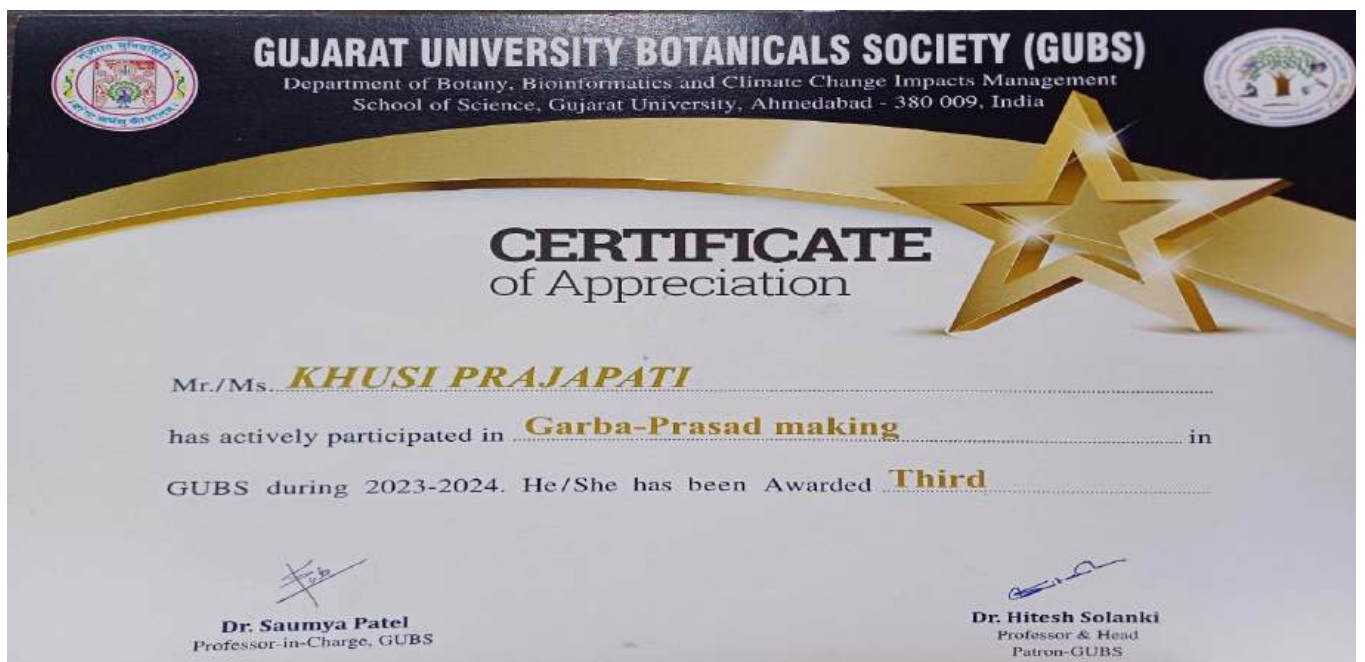 GUJARAT UNIVERSITY BOTANICALS SOCIETY (GUBS)
Department of Botany, Bioinformatics and Climate Change Impacts Management
School of Science, Gujarat University, Ahmedabad - 380 009, India
CERTIFICATE
of Appreciation
Mr./Ms. KHUSI PRAJAPATI
has actively participated in Garba-Prasad making in
GUBS during 2023-2024. He/She has been Awarded Third
Dr. Saumya Patel
Professor-in-Charge, GUBS
Dr. Hitesh Solanki
Professor & Head
Patron-GUBS